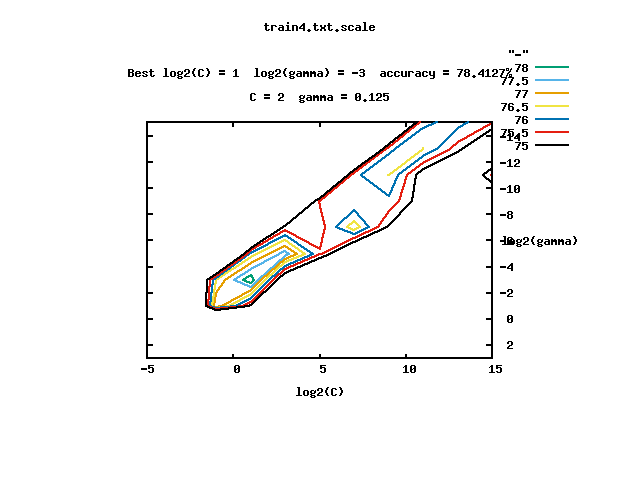 train4.txt.scale
"-"
Best log2(C) = 1  log2(gamma) = -3  accuracy = 78.4127%
C = 2  gamma = 0.125
78
77.5
77
76.5
76
75.5
75
-14
-12
-10
-8
-6
-4
-2
0
2
log2(gamma)
-5 0 5 10 15
log2(C)